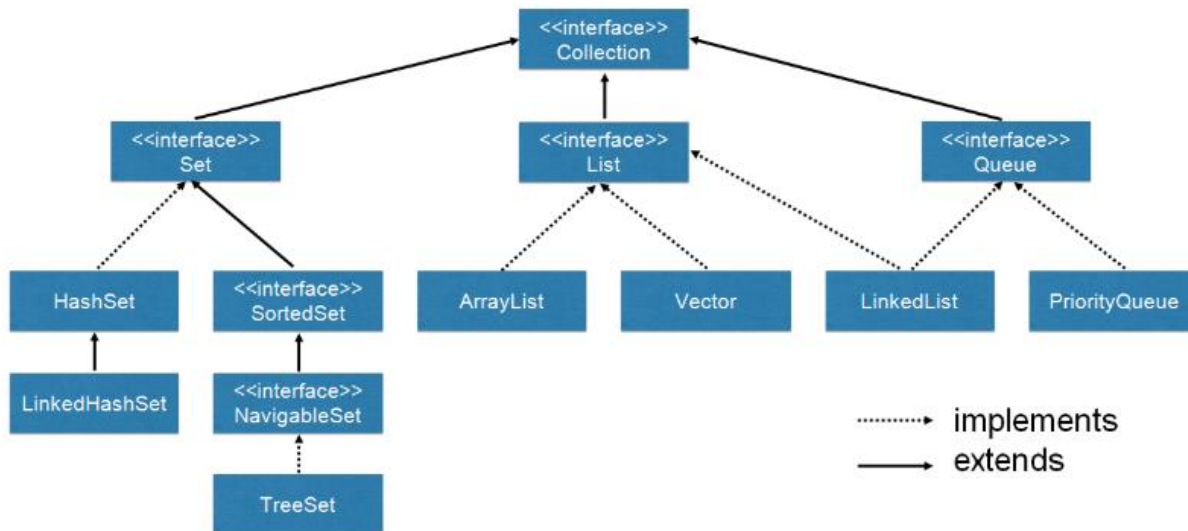 <<interface>>
Collection
<<interface>>
Set
<<interface>>
List
<<interface>>
Queue
HashSet
<<interface>>
SortedSet
ArrayList
Vector
LinkedList
PriorityQueue
LinkedHashSet
<<interface>>
NavigableSet
TreeSet
implements
extends